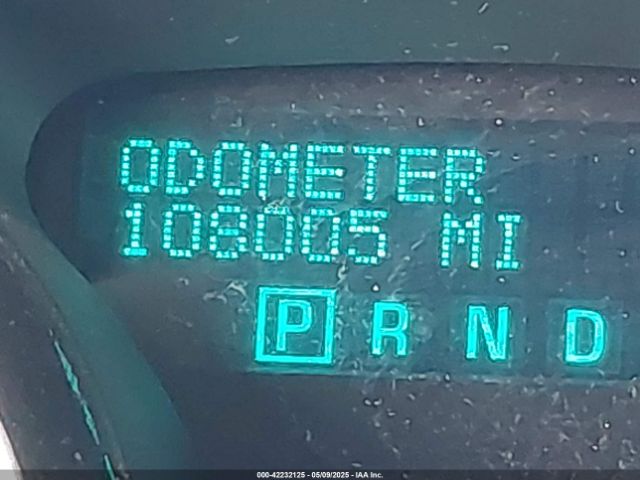 ODOMETER
108005 MI
P R N D
000-42232125 - 05/09/2025 - IAA Inc.